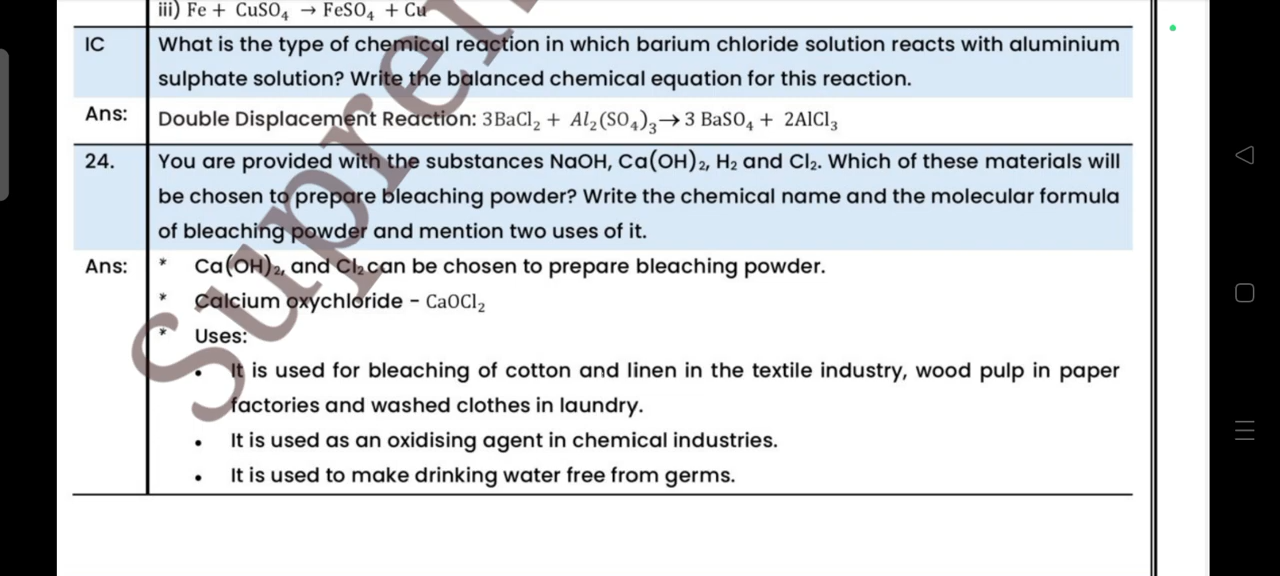 iii) Fe + CuSO₄ → FeSO₄ + Cu
IC What is the type of chemical reaction in which barium chloride solution reacts with aluminium
sulphate solution? Write the balanced chemical equation for this reaction.
Ans: Double Displacement Reaction: 3BaCl₂ + Al₂(SO₄)₃→ 3 BaSO₄ + 2AlCl₃
24. You are provided with the substances NaOH, Ca(OH)₂, H₂ and Cl₂. Which of these materials will
be chosen to prepare bleaching powder? Write the chemical name and the molecular formula
of bleaching powder and mention two uses of it.
Ans: * Ca(OH)₂, and Cl₂ can be chosen to prepare bleaching powder.
* Calcium oxychloride - CaOCl₂
* Uses:
• It is used for bleaching of cotton and linen in the textile industry, wood pulp in paper
factories and washed clothes in laundry.
• It is used as an oxidising agent in chemical industries.
• It is used to make drinking water free from germs.